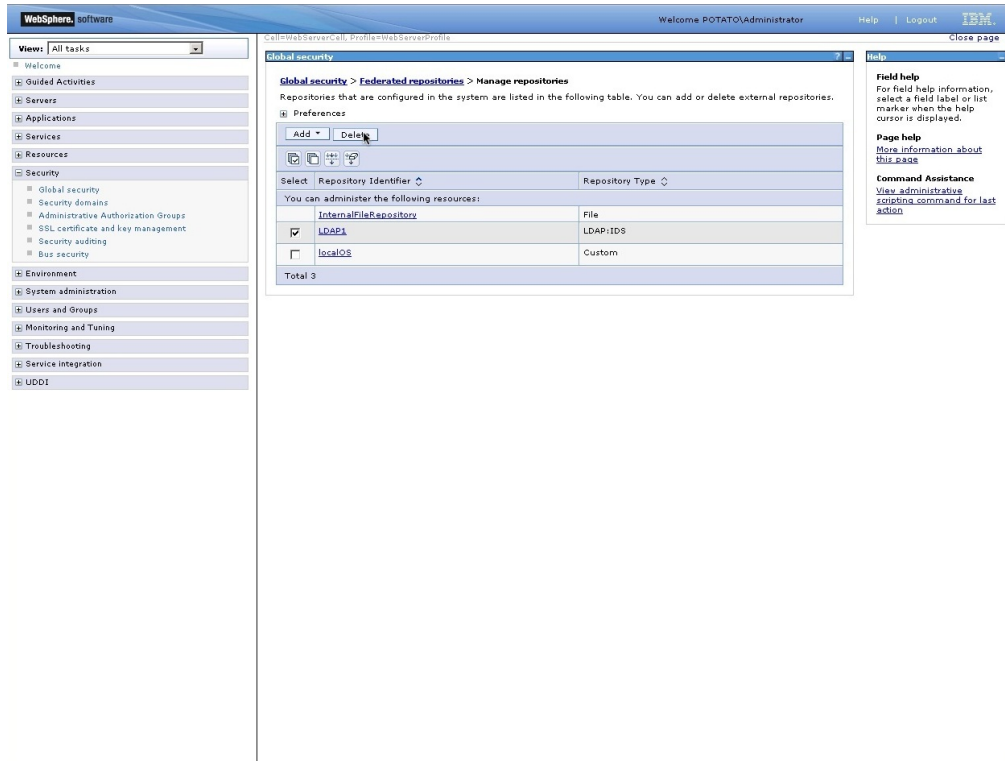 WebSphere. software
Welcome POTATO\Administrator
Help | Logout
IBM.
View: All tasks
Welcome
Guided Activities
Servers
Applications
Services
Resources
Security
Global security
Security domains
Administrative Authorization Groups
SSL certificate and key management
Security auditing
Bus security
Environment
System administration
Users and Groups
Monitoring and Tuning
Troubleshooting
Service integration
UDDI
Cell=WebServerCell, Profile=WebServerProfile
Close page
Global security
Global security > Federated repositories > Manage repositories
Repositories that are configured in the system are listed in the following table. You can add or delete external repositories.
Preferences
Add Delete
Select Repository Identifier Repository Type
You can administer the following resources:
InternalFileRepository File
LDAP1 LDAP:IDS
localOS Custom
Total 3
Help
Field help
For field help information,
select a field label or list
marker when the help
cursor is displayed.
Page help
More information about
this page
Command Assistance
View administrative
scripting command for last
action